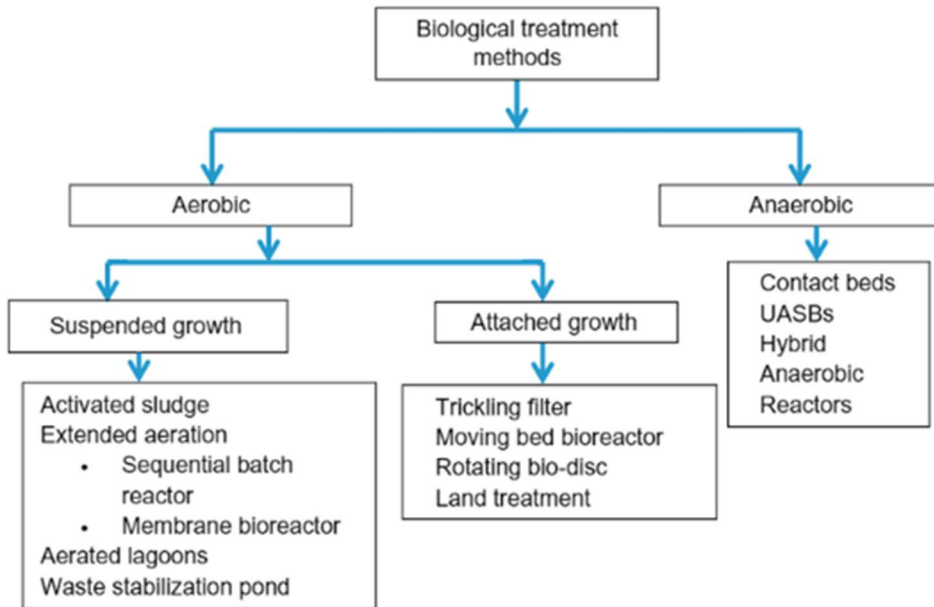 Biological treatment
methods
Aerobic
Anaerobic
Suspended growth
Attached growth
Contact beds
UASBs
Hybrid
Anaerobic
Reactors
Activated sludge
Extended aeration
• Sequential batch
reactor
• Membrane bioreactor
Aerated lagoons
Waste stabilization pond
Trickling filter
Moving bed bioreactor
Rotating bio-disc
Land treatment